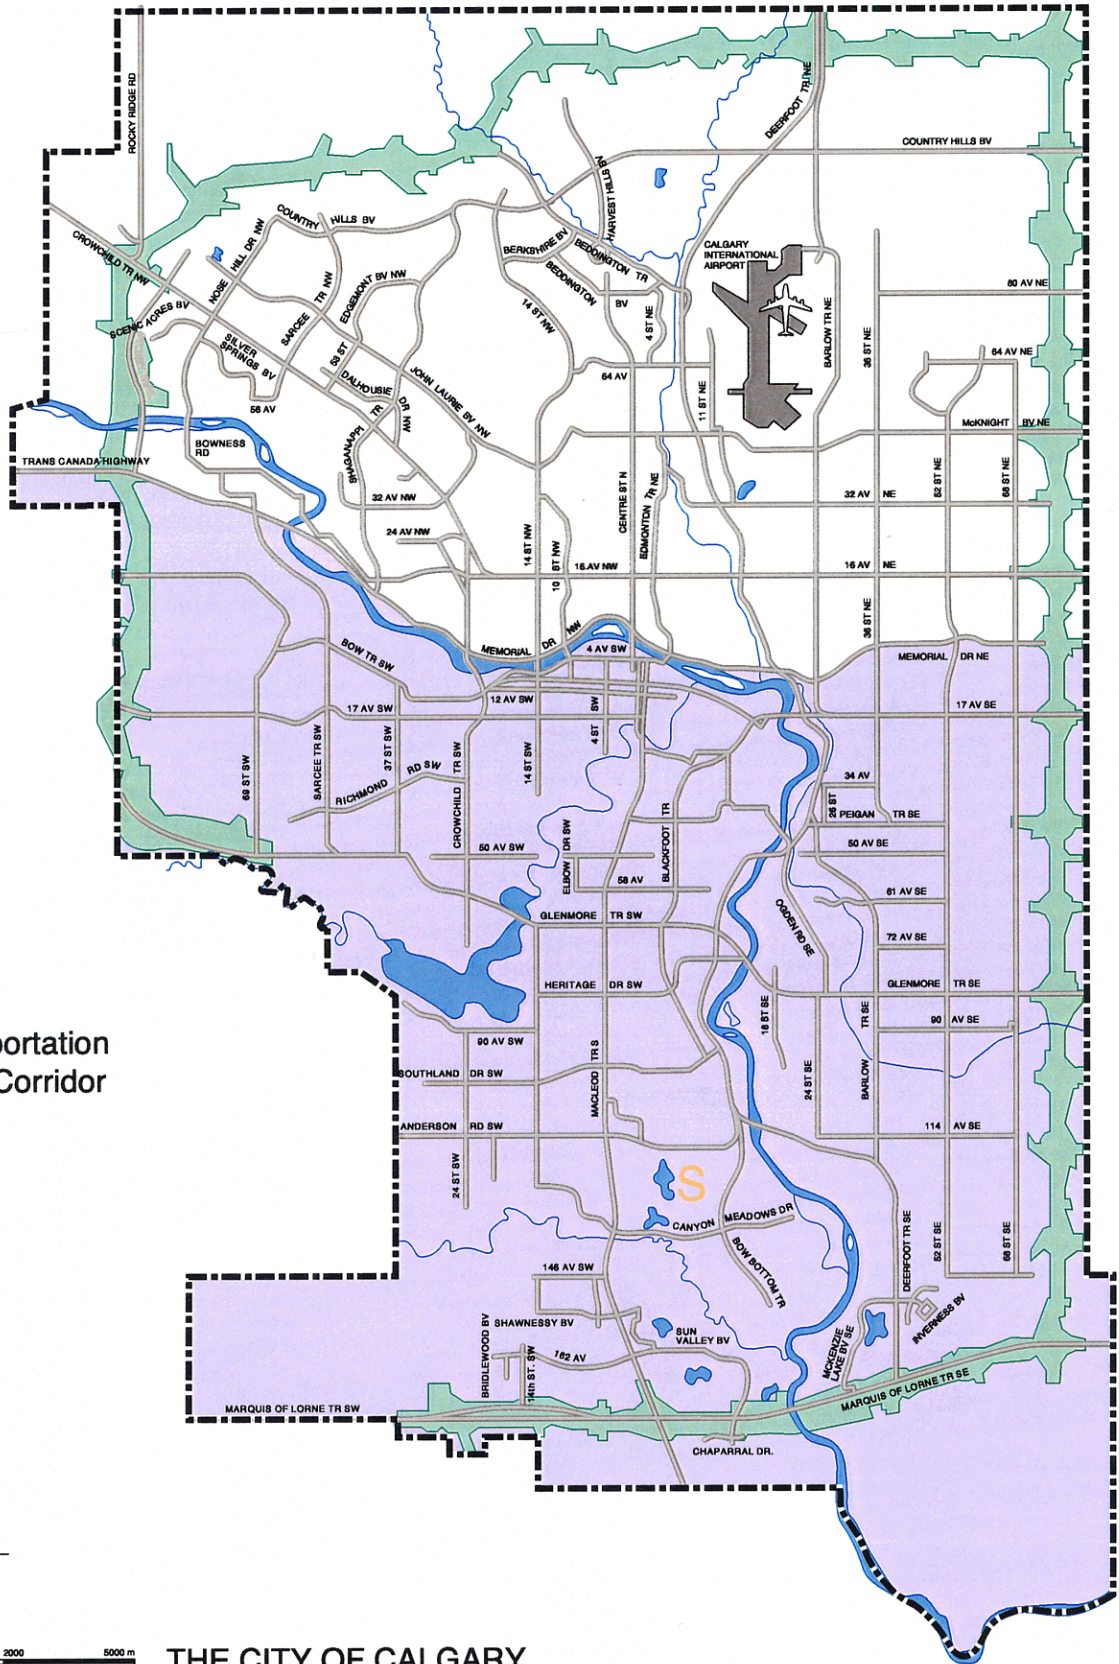 ROCKY RIDGE RD
DEERFOOT TR NE
COUNTRY HILLS BV
HARVEST HILLS BV
COUNTRY HILLS BV
CROWCHILD TR NW
NOSE HILL DR NW
BERKSHIRE BV
BEDDINGTON TR
BEDDINGTON BV
CALGARY
INTERNATIONAL
AIRPORT
80 AV NE
SARCEE TR NW
EDGEMONT BV NW
14 ST NW
4 ST NE
BARLOW TR NE
36 ST NE
SCENIC ACRES BV
SILVER
SPRINGS BV
53 ST
64 AV NE
DALHOUSIE DR NW
JOHN LAURIE BV NW
64 AV
11 ST NE
58 AV
SHAGANAPPI TR
McKNIGHT BV NE
BOWNESS
RD
TRANS CANADA HIGHWAY
32 AV NW
CENTRE ST N
EDMONTON TR NE
32 AV NE
52 ST NE
68 ST NE
24 AV NW
14 ST NW
10 ST NW
16 AV NW
16 AV NE
36 ST NE
MEMORIAL DR NW
4 AV SW
MEMORIAL DR NE
BOW TR SW
12 AV SW
17 AV SW
17 AV SE
69 ST SW
SARCEE TR SW
37 ST SW
RICHMOND RD SW
CROWCHILD TR SW
14 ST SW
4 ST SW
34 AV
26 ST
PEIGAN TR SE
50 AV SW
ELBOW DR SW
BLACKFOOT TR
50 AV SE
58 AV
61 AV SE
GLENMORE TR SW
OGDEN RD SE
72 AV SE
HERITAGE DR SW
GLENMORE TR SE
18 ST SE
90 AV SE
portation
Corridor
90 AV SW
SOUTHLAND DR SW
MACLEOD TR S
24 ST SE
BARLOW TR SE
ANDERSON RD SW
114 AV SE
24 ST SW
S
CANYON MEADOWS DR
BOW BOTTOM TR
DEERFOOT TR SE
52 ST SE
68 ST SE
146 AV SW
SHAWNESSY BV
BRIDLEWOOD BV
14th ST. SW
162 AV
SUN
VALLEY BV
MCKENZIE
LAKE BV SE
INVERNESS BV
MARQUIS OF LORNE TR SW
MARQUIS OF LORNE TR SE
CHAPARRAL DR.
2000 5000 m
THE CITY OF CALGARY